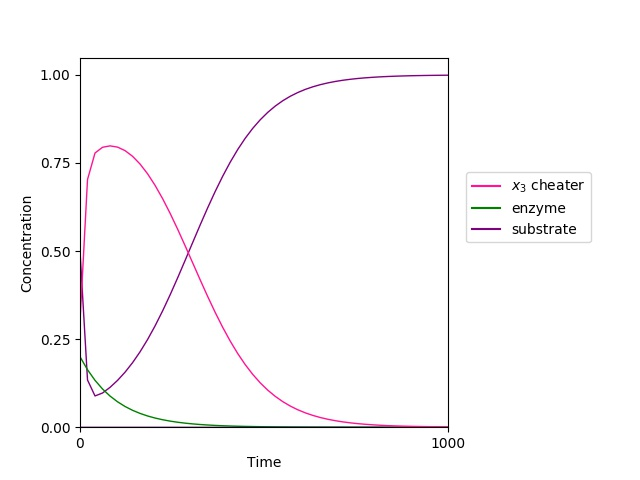 1.00
0.75
0.50
0.25
0.00
Concentration
0
1000
Time
x₃ cheater
enzyme
substrate